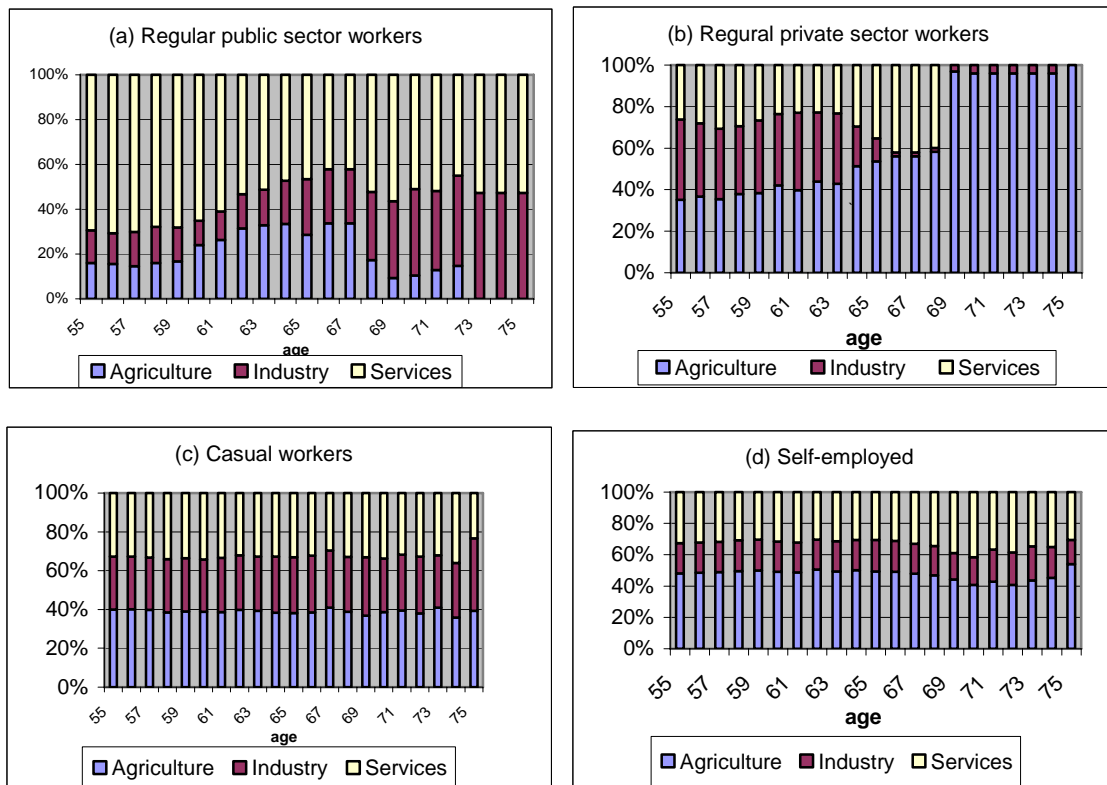 (a) Regular public sector workers
100%
80%
60%
40%
20%
0%
55 57 59 61 63 65 67 69 71 73 75
age
Agriculture Industry Services
(b) Regural private sector workers
100%
80%
60%
40%
20%
0%
55 57 59 61 63 65 67 69 71 73 75
age
Agriculture Industry Services
(c) Casual workers
100%
80%
60%
40%
20%
0%
55 57 59 61 63 65 67 69 71 73 75
age
Agriculture Industry Services
(d) Self-employed
100%
80%
60%
40%
20%
0%
55 57 59 61 63 65 67 69 71 73 75
age
Agriculture Industry Services